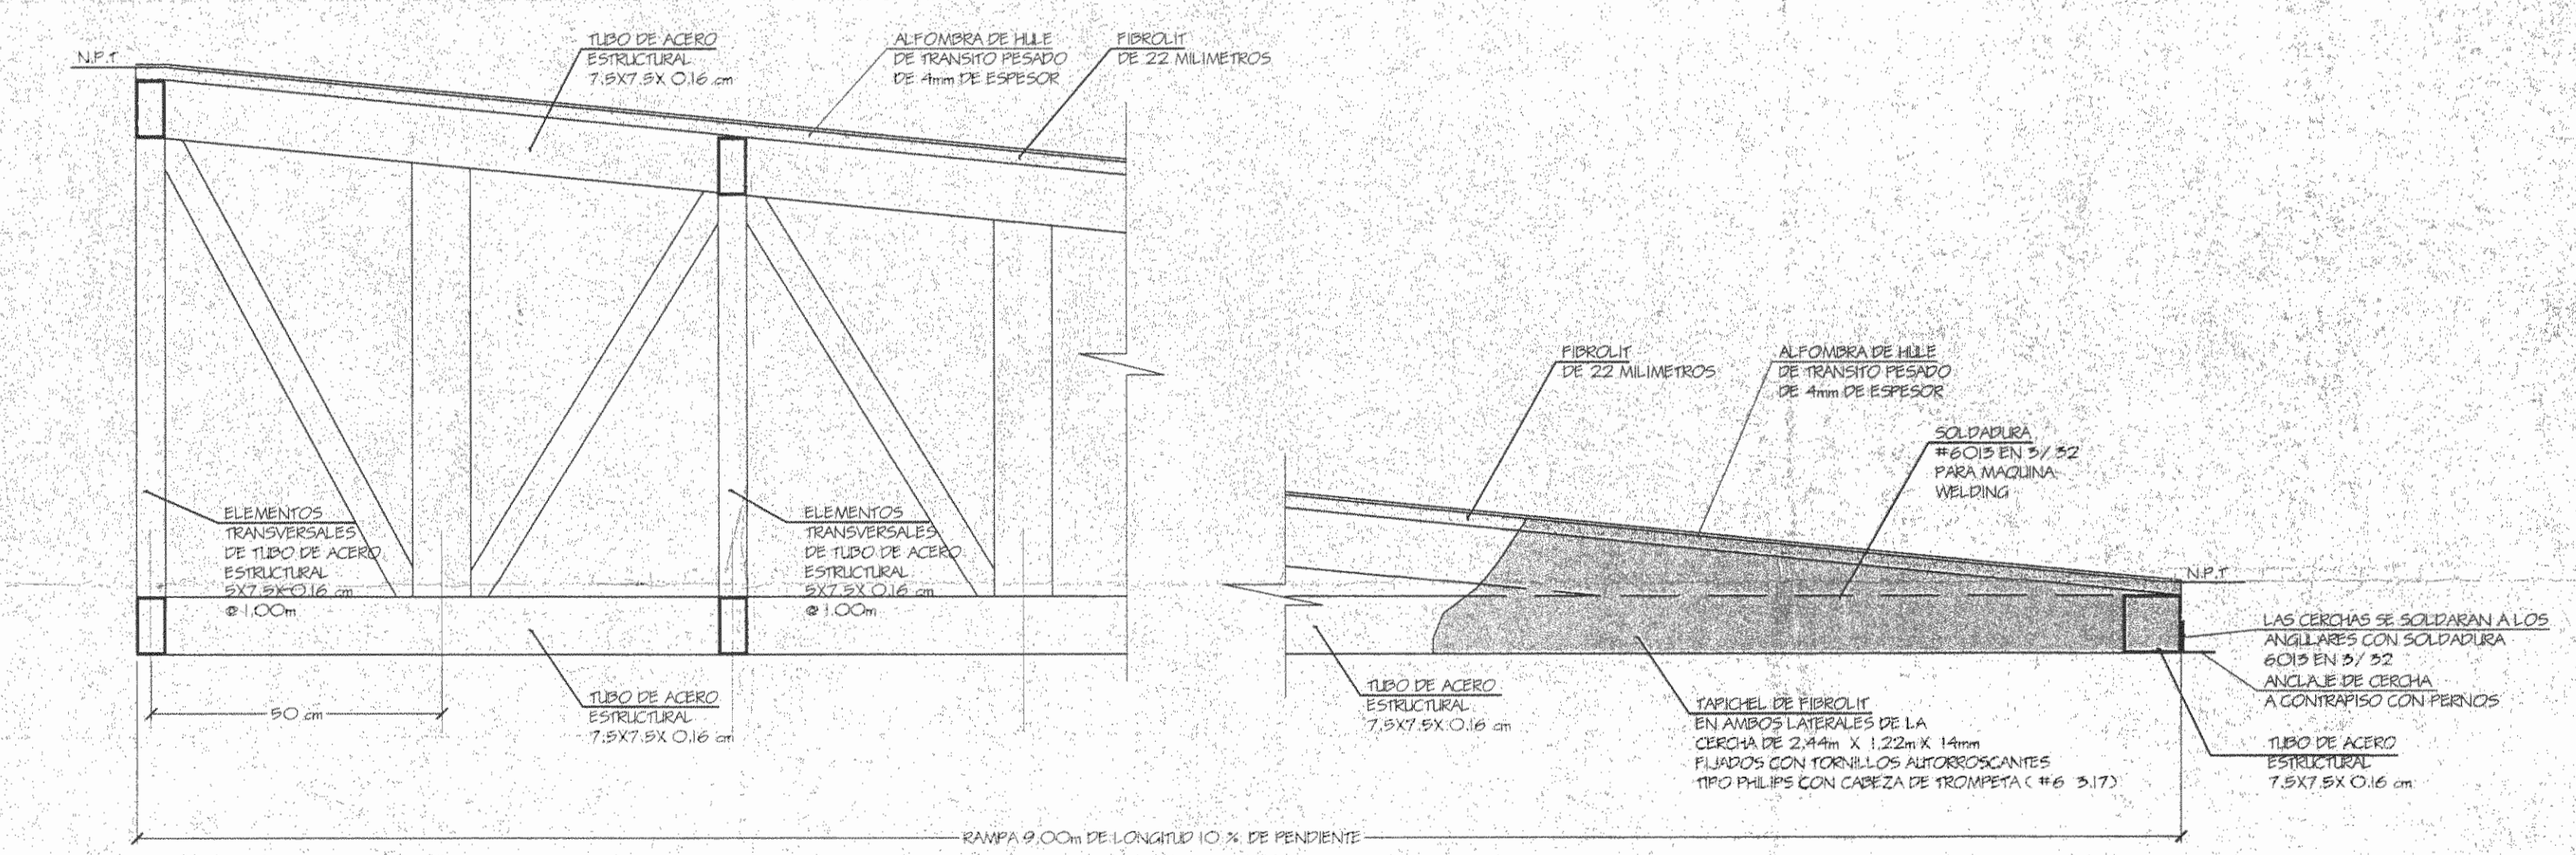 N.P.T
TUBO DE ACERO
ESTRUCTURAL
7.5X7.5X 0.16 cm
ALFOMBRA DE HULE
DE TRANSITO PESADO
DE 4mm DE ESPESOR
FIBROLIT
DE 22 MILIMETROS
ELEMENTOS
TRANSVERSALES
DE TUBO DE ACERO
ESTRUCTURAL
5X7.5X 0.16 cm
@ 1.00m
ELEMENTOS
TRANSVERSALES
DE TUBO DE ACERO
ESTRUCTURAL
5X7.5X 0.16 cm
@ 1.00m
50 cm
TUBO DE ACERO
ESTRUCTURAL
7.5X7.5X 0.16 cm
FIBROLIT
DE 22 MILIMETROS
ALFOMBRA DE HULE
DE TRANSITO PESADO
DE 4mm DE ESPESOR
SOLDADURA
#6013 EN 3/ 32
PARA MAQUINA
WELDING
N.P.T
TUBO DE ACERO
ESTRUCTURAL
7.5X7.5X 0.16 cm
TAPICHEL DE FIBROLIT
EN AMBOS LATERALES DE LA
CERCHA DE 2.44m X 1.22m X 14mm
FIJADOS CON TORNILLOS AUTORROSCANTES
TIPO PHILIPS CON CABEZA DE TROMPETA ( #6 3.17)
LAS CERCHAS SE SOLDARAN A LOS
ANGULARES CON SOLDADURA
6013 EN 3/ 32
ANCLAJE DE CERCHA
A CONTRAPISO CON PERNOS
TUBO DE ACERO
ESTRUCTURAL
7.5X7.5X 0.16 cm
RAMPA 9.00m DE LONGITUD 10 % DE PENDIENTE